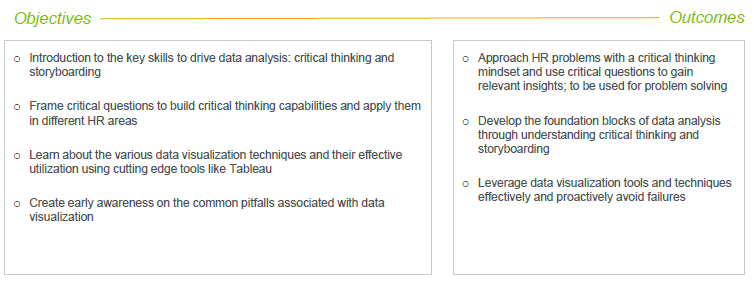 Objectives
Outcomes
o Introduction to the key skills to drive data analysis: critical thinking and
storyboarding
o Frame critical questions to build critical thinking capabilities and apply them
in different HR areas
o Learn about the various data visualization techniques and their effective
utilization using cutting edge tools like Tableau
o Create early awareness on the common pitfalls associated with data
visualization
o Approach HR problems with a critical thinking
mindset and use critical questions to gain
relevant insights; to be used for problem solving
o Develop the foundation blocks of data analysis
through understanding critical thinking and
storyboarding
o Leverage data visualization tools and techniques
effectively and proactively avoid failures